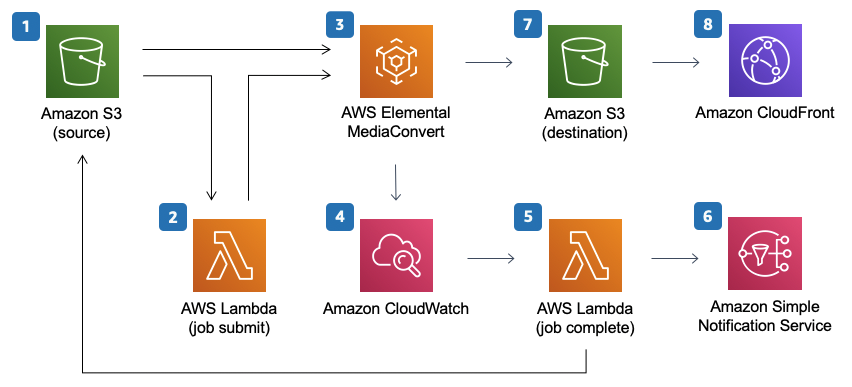 1
Amazon S3
(source)
3
AWS Elemental
MediaConvert
7
Amazon S3
(destination)
8
Amazon CloudFront
2
AWS Lambda
(job submit)
4
Amazon CloudWatch
5
AWS Lambda
(job complete)
6
Amazon Simple
Notification Service